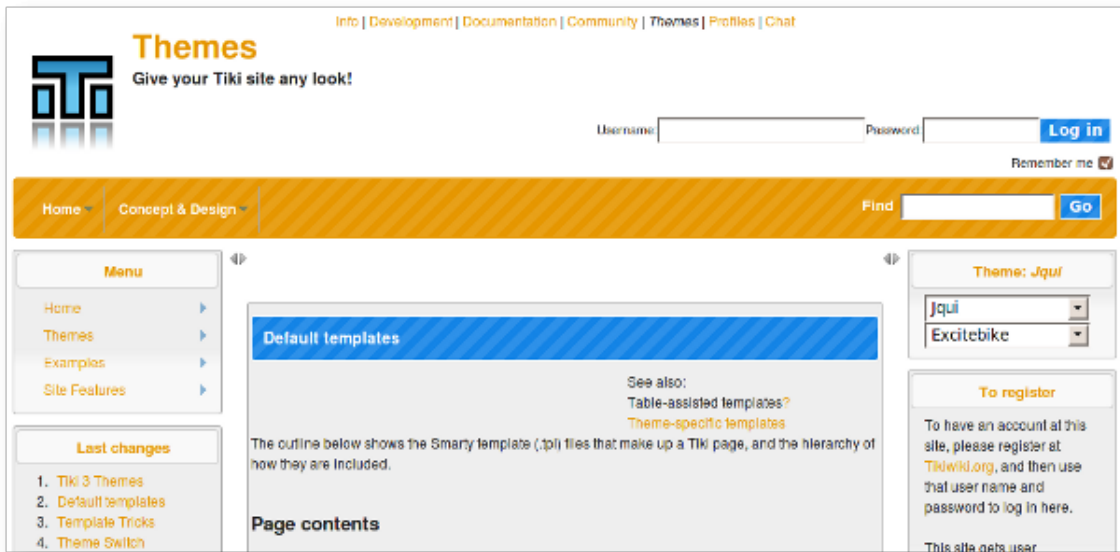 Info | Development | Documentation | Community | Themes | Profiles | Chat
Themes
Give your Tiki site any look!
Username: Password: Log in
Remember me
Home Concept & Design Find Go
Menu
Home
Themes
Examples
Site Features
Last changes
1. Tiki 3 Themes
2. Default templates
3. Template Tricks
4. Theme Switch
Default templates
See also:
Table-assisted templates?
Theme-specific templates
The outline below shows the Smarty template (.tpl) files that make up a Tiki page, and the hierarchy of
how they are included.
Page contents
Theme: Jqui
Jqui
Excitebike
To register
To have an account at this
site, please register at
Tikiwiki.org, and then use
that user name and
password to log in here.
This site gets user